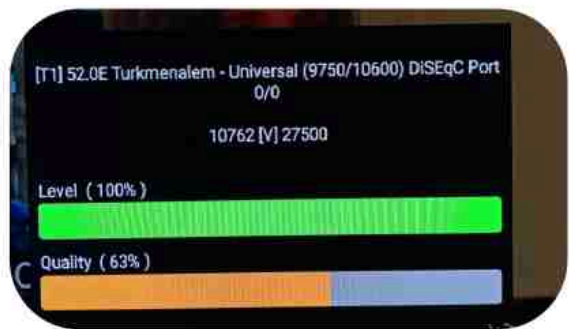 [T1] 52.0E Turkmenalem - Universal (9750/10600) DiSEqC Port
0/0
10762 [V] 27500
Level ( 100% )
Quality ( 63% )
C